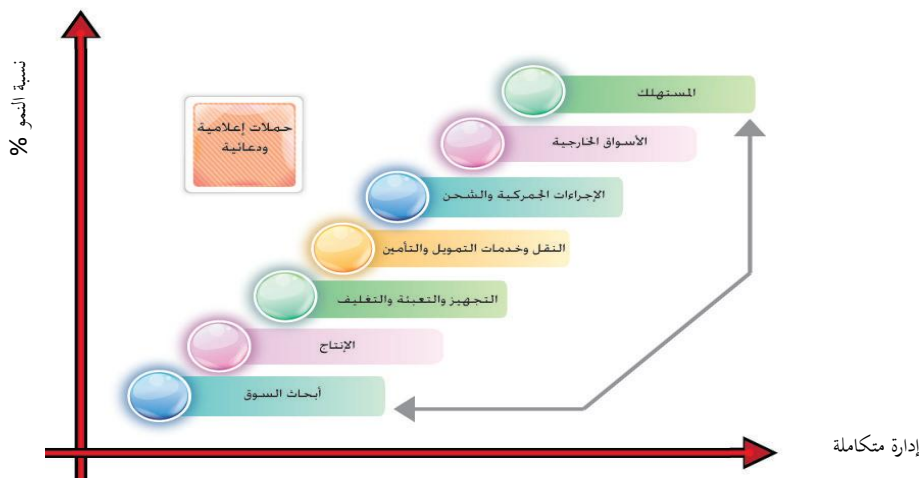 نسبة النمو %
المستهلك
حملات إعلامية
ودعائية
الأسواق الخارجية
الإجراءات الجمركية والشحن
النقل وخدمات التمويل والتأمين
التجهيز والتعبئة والتغليف
الإنتاج
أبحاث السوق
إدارة متكاملة